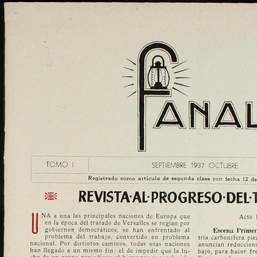 FANAL
TOMO I SEPTIEMBRE 1937 OCTUBRE
Registrado como artículo de segunda clase con fecha 12 de
REVISTA AL PROGRESO DEL T
UNA a una las principales naciones de Europa que
en la época del tratado de Versalles se regían por
gobiernos democráticos, se han enfrentado al
problema del trabajo, convertido en problema
nacional. Por distintos caminos, todas esas naciones
han llegado a un mismo fin: el de impedir que la lu-
Acto I
Escena Primer
tría carbonífera pien
anuncian reduccione
bajo, para hacer fre